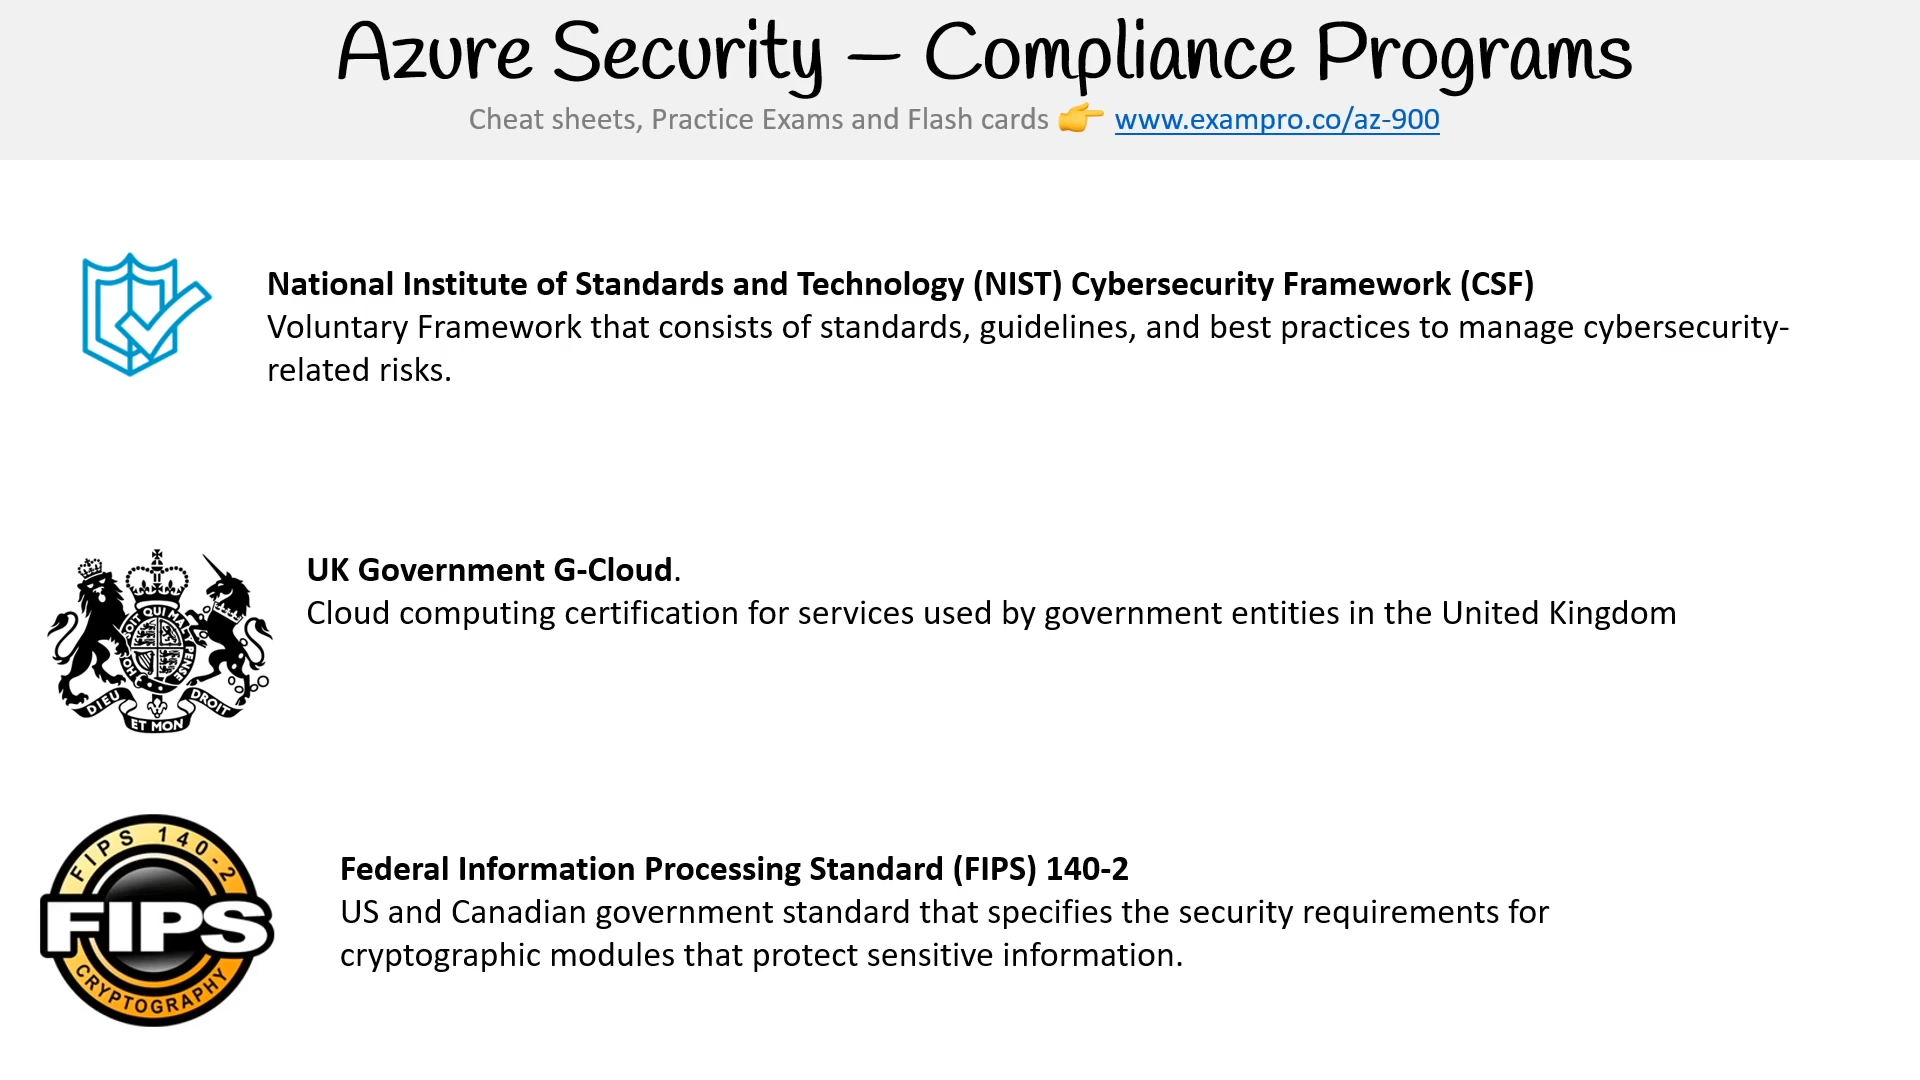 Azure Security – Compliance Programs
Cheat sheets, Practice Exams and Flash cards 👉 www.exampro.co/az-900
National Institute of Standards and Technology (NIST) Cybersecurity Framework (CSF)
Voluntary Framework that consists of standards, guidelines, and best practices to manage cybersecurity-
related risks.
UK Government G-Cloud.
Cloud computing certification for services used by government entities in the United Kingdom
SOIT QUI MAL PENSE
HON
DIEU ET MON DROIT
FIPS 140-2
FIPS
CRYPTOGRAPHY
Federal Information Processing Standard (FIPS) 140-2
US and Canadian government standard that specifies the security requirements for
cryptographic modules that protect sensitive information.